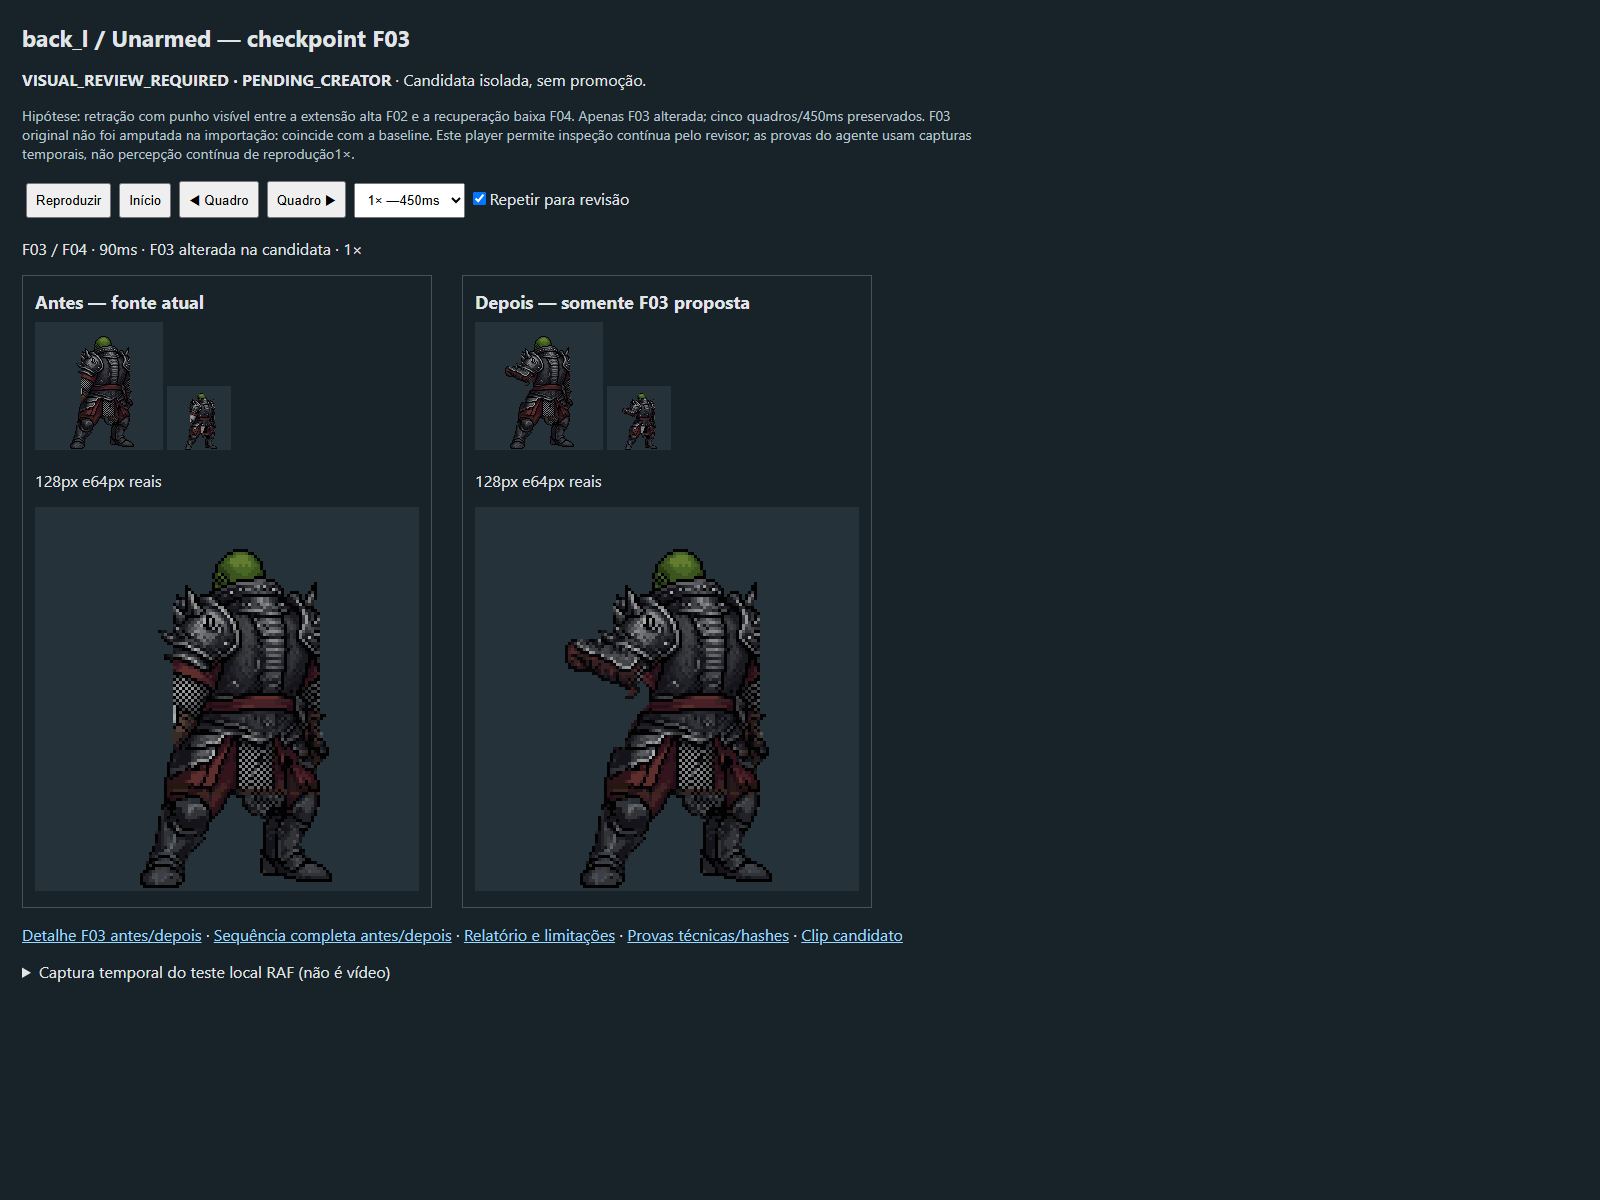 back_l / Unarmed — checkpoint F03
VISUAL_REVIEW_REQUIRED · PENDING_CREATOR · Candidata isolada, sem promoção.
Hipótese: retração com punho visível entre a extensão alta F02 e a recuperação baixa F04. Apenas F03 alterada; cinco quadros/450ms preservados. F03
original não foi amputada na importação: coincide com a baseline. Este player permite inspeção contínua pelo revisor; as provas do agente usam capturas
temporais, não percepção contínua de reprodução1×.
Reproduzir Início ◀ Quadro Quadro ▶ 1× —450ms Repetir para revisão
F03 / F04 · 90ms · F03 alterada na candidata · 1×
Antes — fonte atual
128px e64px reais
Depois — somente F03 proposta
128px e64px reais
Detalhe F03 antes/depois · Sequência completa antes/depois · Relatório e limitações · Provas técnicas/hashes · Clip candidato
▶ Captura temporal do teste local RAF (não é vídeo)